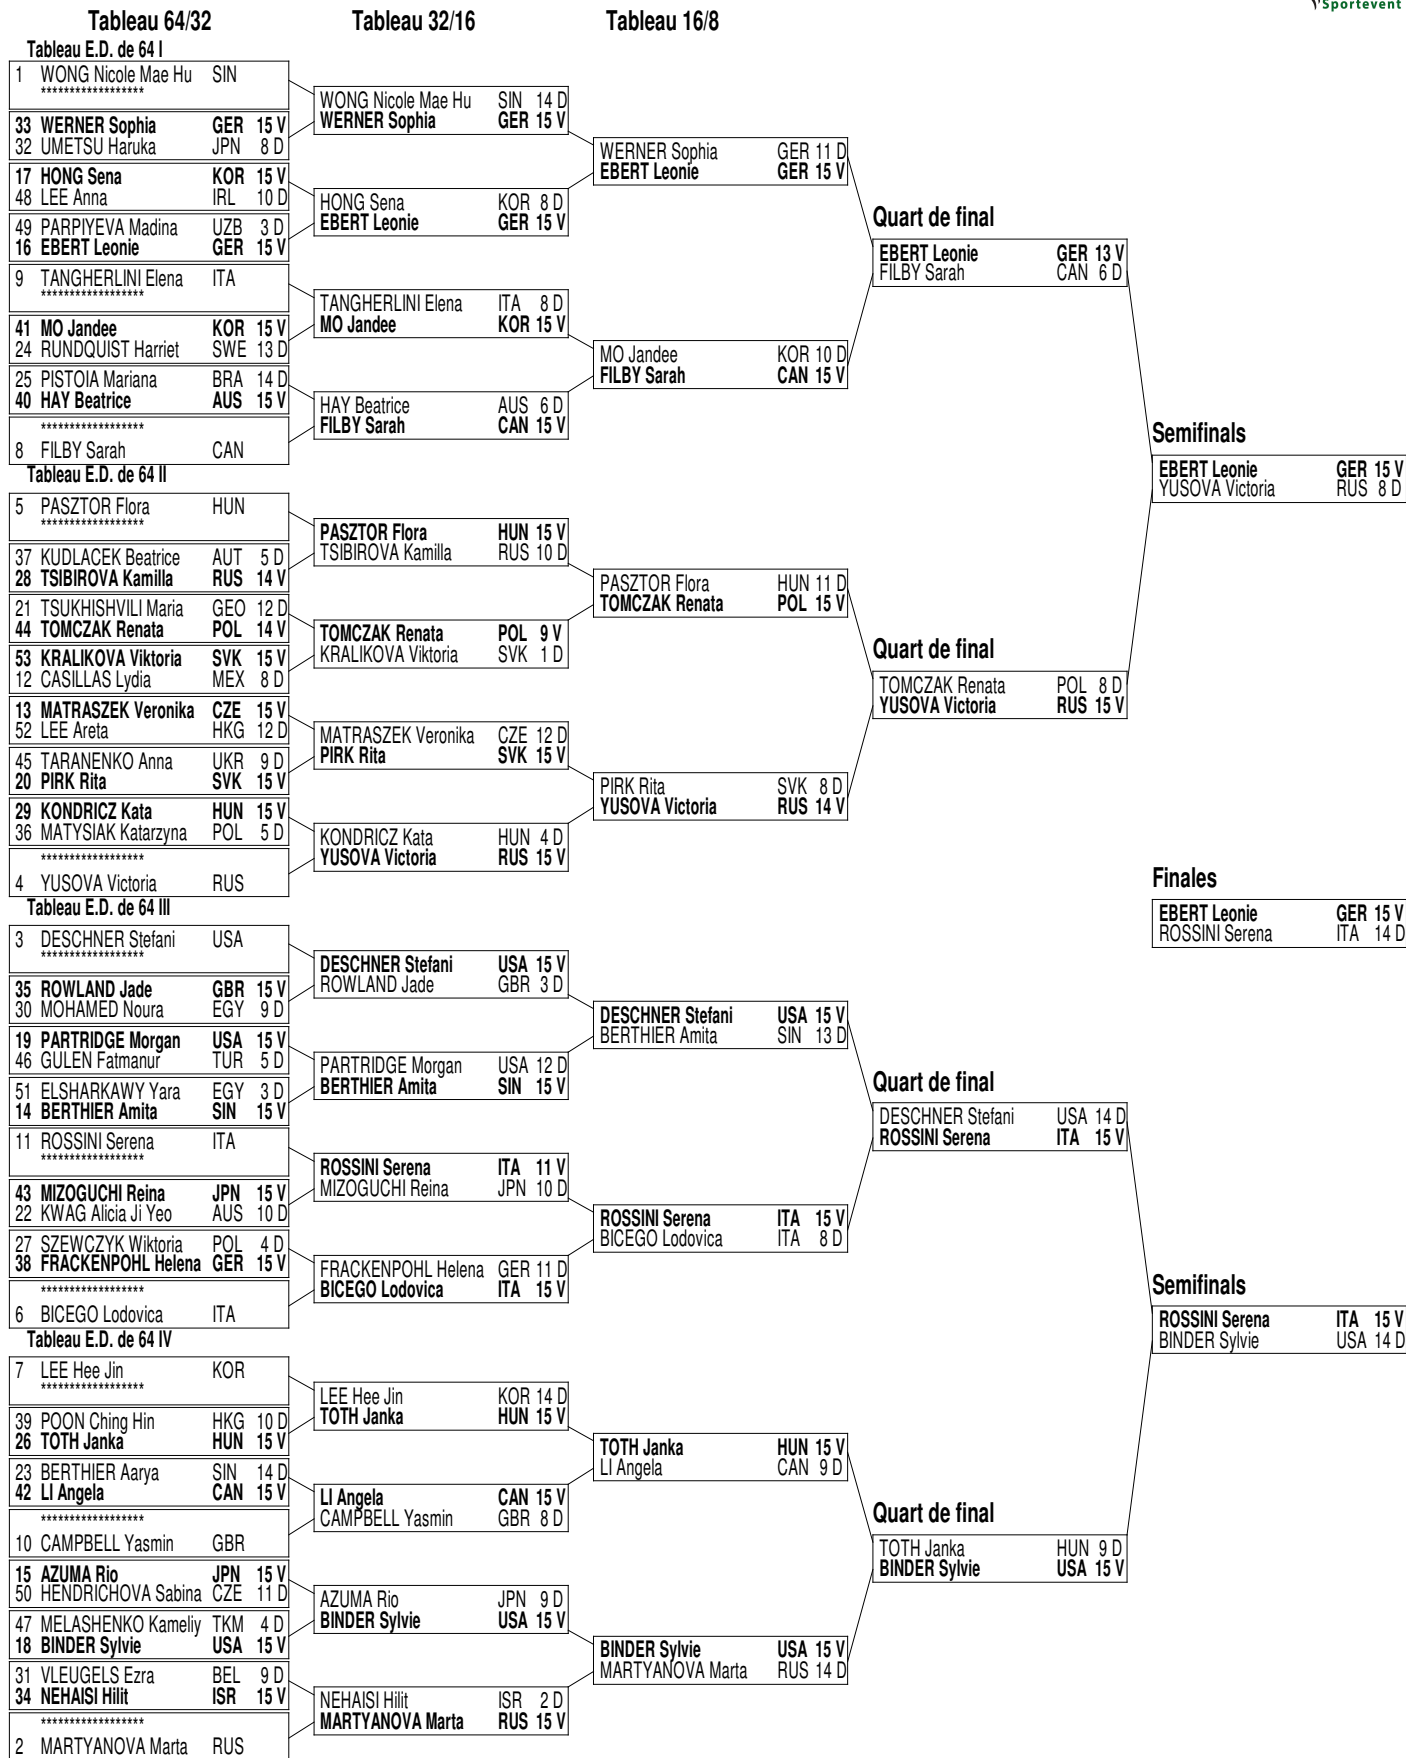 Sportevent
Tableau 64/32 Tableau 32/16 Tableau 16/8
Tableau E.D. de 64 I
1 WONG Nicole Mae Hu SIN
******************
33 WERNER Sophia GER 15 V
32 UMETSU Haruka JPN 8 D
17 HONG Sena KOR 15 V
48 LEE Anna IRL 10 D
49 PARPIYEVA Madina UZB 3 D
16 EBERT Leonie GER 15 V
9 TANGHERLINI Elena ITA
******************
41 MO Jandee KOR 15 V
24 RUNDQUIST Harriet SWE 13 D
25 PISTOIA Mariana BRA 14 D
40 HAY Beatrice AUS 15 V
******************
8 FILBY Sarah CAN
Tableau E.D. de 64 II
5 PASZTOR Flora HUN
******************
37 KUDLACEK Beatrice AUT 5 D
28 TSIBIROVA Kamilla RUS 14 V
21 TSUKHISHVILI Maria GEO 12 D
44 TOMCZAK Renata POL 14 V
53 KRALIKOVA Viktoria SVK 15 V
12 CASILLAS Lydia MEX 8 D
13 MATRASZEK Veronika CZE 15 V
52 LEE Areta HKG 12 D
45 TARANENKO Anna UKR 9 D
20 PIRK Rita SVK 15 V
29 KONDRICZ Kata HUN 15 V
36 MATYSIAK Katarzyna POL 5 D
******************
4 YUSOVA Victoria RUS
Tableau E.D. de 64 III
3 DESCHNER Stefani USA
******************
35 ROWLAND Jade GBR 15 V
30 MOHAMED Noura EGY 9 D
19 PARTRIDGE Morgan USA 15 V
46 GULEN Fatmanur TUR 5 D
51 ELSHARKAWY Yara EGY 3 D
14 BERTHIER Amita SIN 15 V
11 ROSSINI Serena ITA
******************
43 MIZOGUCHI Reina JPN 15 V
22 KWAG Alicia Ji Yeo AUS 10 D
27 SZEWCZYK Wiktoria POL 4 D
38 FRACKENPOHL Helena GER 15 V
******************
6 BICEGO Lodovica ITA
Tableau E.D. de 64 IV
7 LEE Hee Jin KOR
******************
39 POON Ching Hin HKG 10 D
26 TOTH Janka HUN 15 V
23 BERTHIER Aarya SIN 14 D
42 LI Angela CAN 15 V
******************
10 CAMPBELL Yasmin GBR
15 AZUMA Rio JPN 15 V
50 HENDRICHOVA Sabina CZE 11 D
47 MELASHENKO Kameliy TKM 4 D
18 BINDER Sylvie USA 15 V
31 VLEUGELS Ezra BEL 9 D
34 NEHAISI Hilit ISR 15 V
******************
2 MARTYANOVA Marta RUS
WONG Nicole Mae Hu SIN 14 D
WERNER Sophia GER 15 V
HONG Sena KOR 8 D
EBERT Leonie GER 15 V
TANGHERLINI Elena ITA 8 D
MO Jandee KOR 15 V
HAY Beatrice AUS 6 D
FILBY Sarah CAN 15 V
PASZTOR Flora HUN 15 V
TSIBIROVA Kamilla RUS 10 D
TOMCZAK Renata POL 9 V
KRALIKOVA Viktoria SVK 1 D
MATRASZEK Veronika CZE 12 D
PIRK Rita SVK 15 V
KONDRICZ Kata HUN 4 D
YUSOVA Victoria RUS 15 V
DESCHNER Stefani USA 15 V
ROWLAND Jade GBR 3 D
PARTRIDGE Morgan USA 12 D
BERTHIER Amita SIN 15 V
ROSSINI Serena ITA 11 V
MIZOGUCHI Reina JPN 10 D
FRACKENPOHL Helena GER 11 D
BICEGO Lodovica ITA 15 V
LEE Hee Jin KOR 14 D
TOTH Janka HUN 15 V
LI Angela CAN 15 V
CAMPBELL Yasmin GBR 8 D
AZUMA Rio JPN 9 D
BINDER Sylvie USA 15 V
NEHAISI Hilit ISR 2 D
MARTYANOVA Marta RUS 15 V
WERNER Sophia GER 11 D
EBERT Leonie GER 15 V
MO Jandee KOR 10 D
FILBY Sarah CAN 15 V
PASZTOR Flora HUN 11 D
TOMCZAK Renata POL 15 V
PIRK Rita SVK 8 D
YUSOVA Victoria RUS 14 V
DESCHNER Stefani USA 15 V
BERTHIER Amita SIN 13 D
ROSSINI Serena ITA 15 V
BICEGO Lodovica ITA 8 D
TOTH Janka HUN 15 V
LI Angela CAN 9 D
BINDER Sylvie USA 15 V
MARTYANOVA Marta RUS 14 D
Quart de final
EBERT Leonie GER 13 V
FILBY Sarah CAN 6 D
Quart de final
TOMCZAK Renata POL 8 D
YUSOVA Victoria RUS 15 V
Quart de final
DESCHNER Stefani USA 14 D
ROSSINI Serena ITA 15 V
Quart de final
TOTH Janka HUN 9 D
BINDER Sylvie USA 15 V
Semifinals
EBERT Leonie GER 15 V
YUSOVA Victoria RUS 8 D
Finales
EBERT Leonie GER 15 V
ROSSINI Serena ITA 14 D
Semifinals
ROSSINI Serena ITA 15 V
BINDER Sylvie USA 14 D